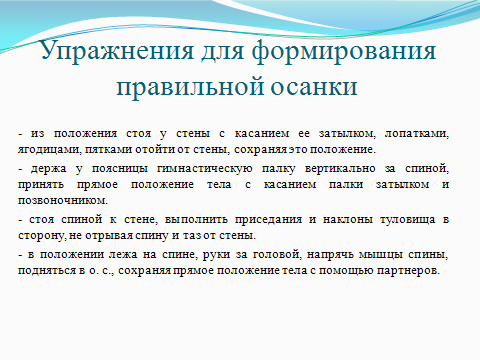 Упражнения для формирования
правильной осанки
- из положения стоя у стены с касанием ее затылком, лопатками,
ягодицами, пятками отойти от стены, сохраняя это положение.
- держа у поясницы гимнастическую палку вертикально за спиной,
принять прямое положение тела с касанием палки затылком и
позвоночником.
- стоя спиной к стене, выполнить приседания и наклоны туловища в
сторону, не отрывая спину и таз от стены.
- в положении лежа на спине, руки за головой, напрячь мышцы спины,
подняться в о. с., сохраняя прямое положение тела с помощью партнеров.